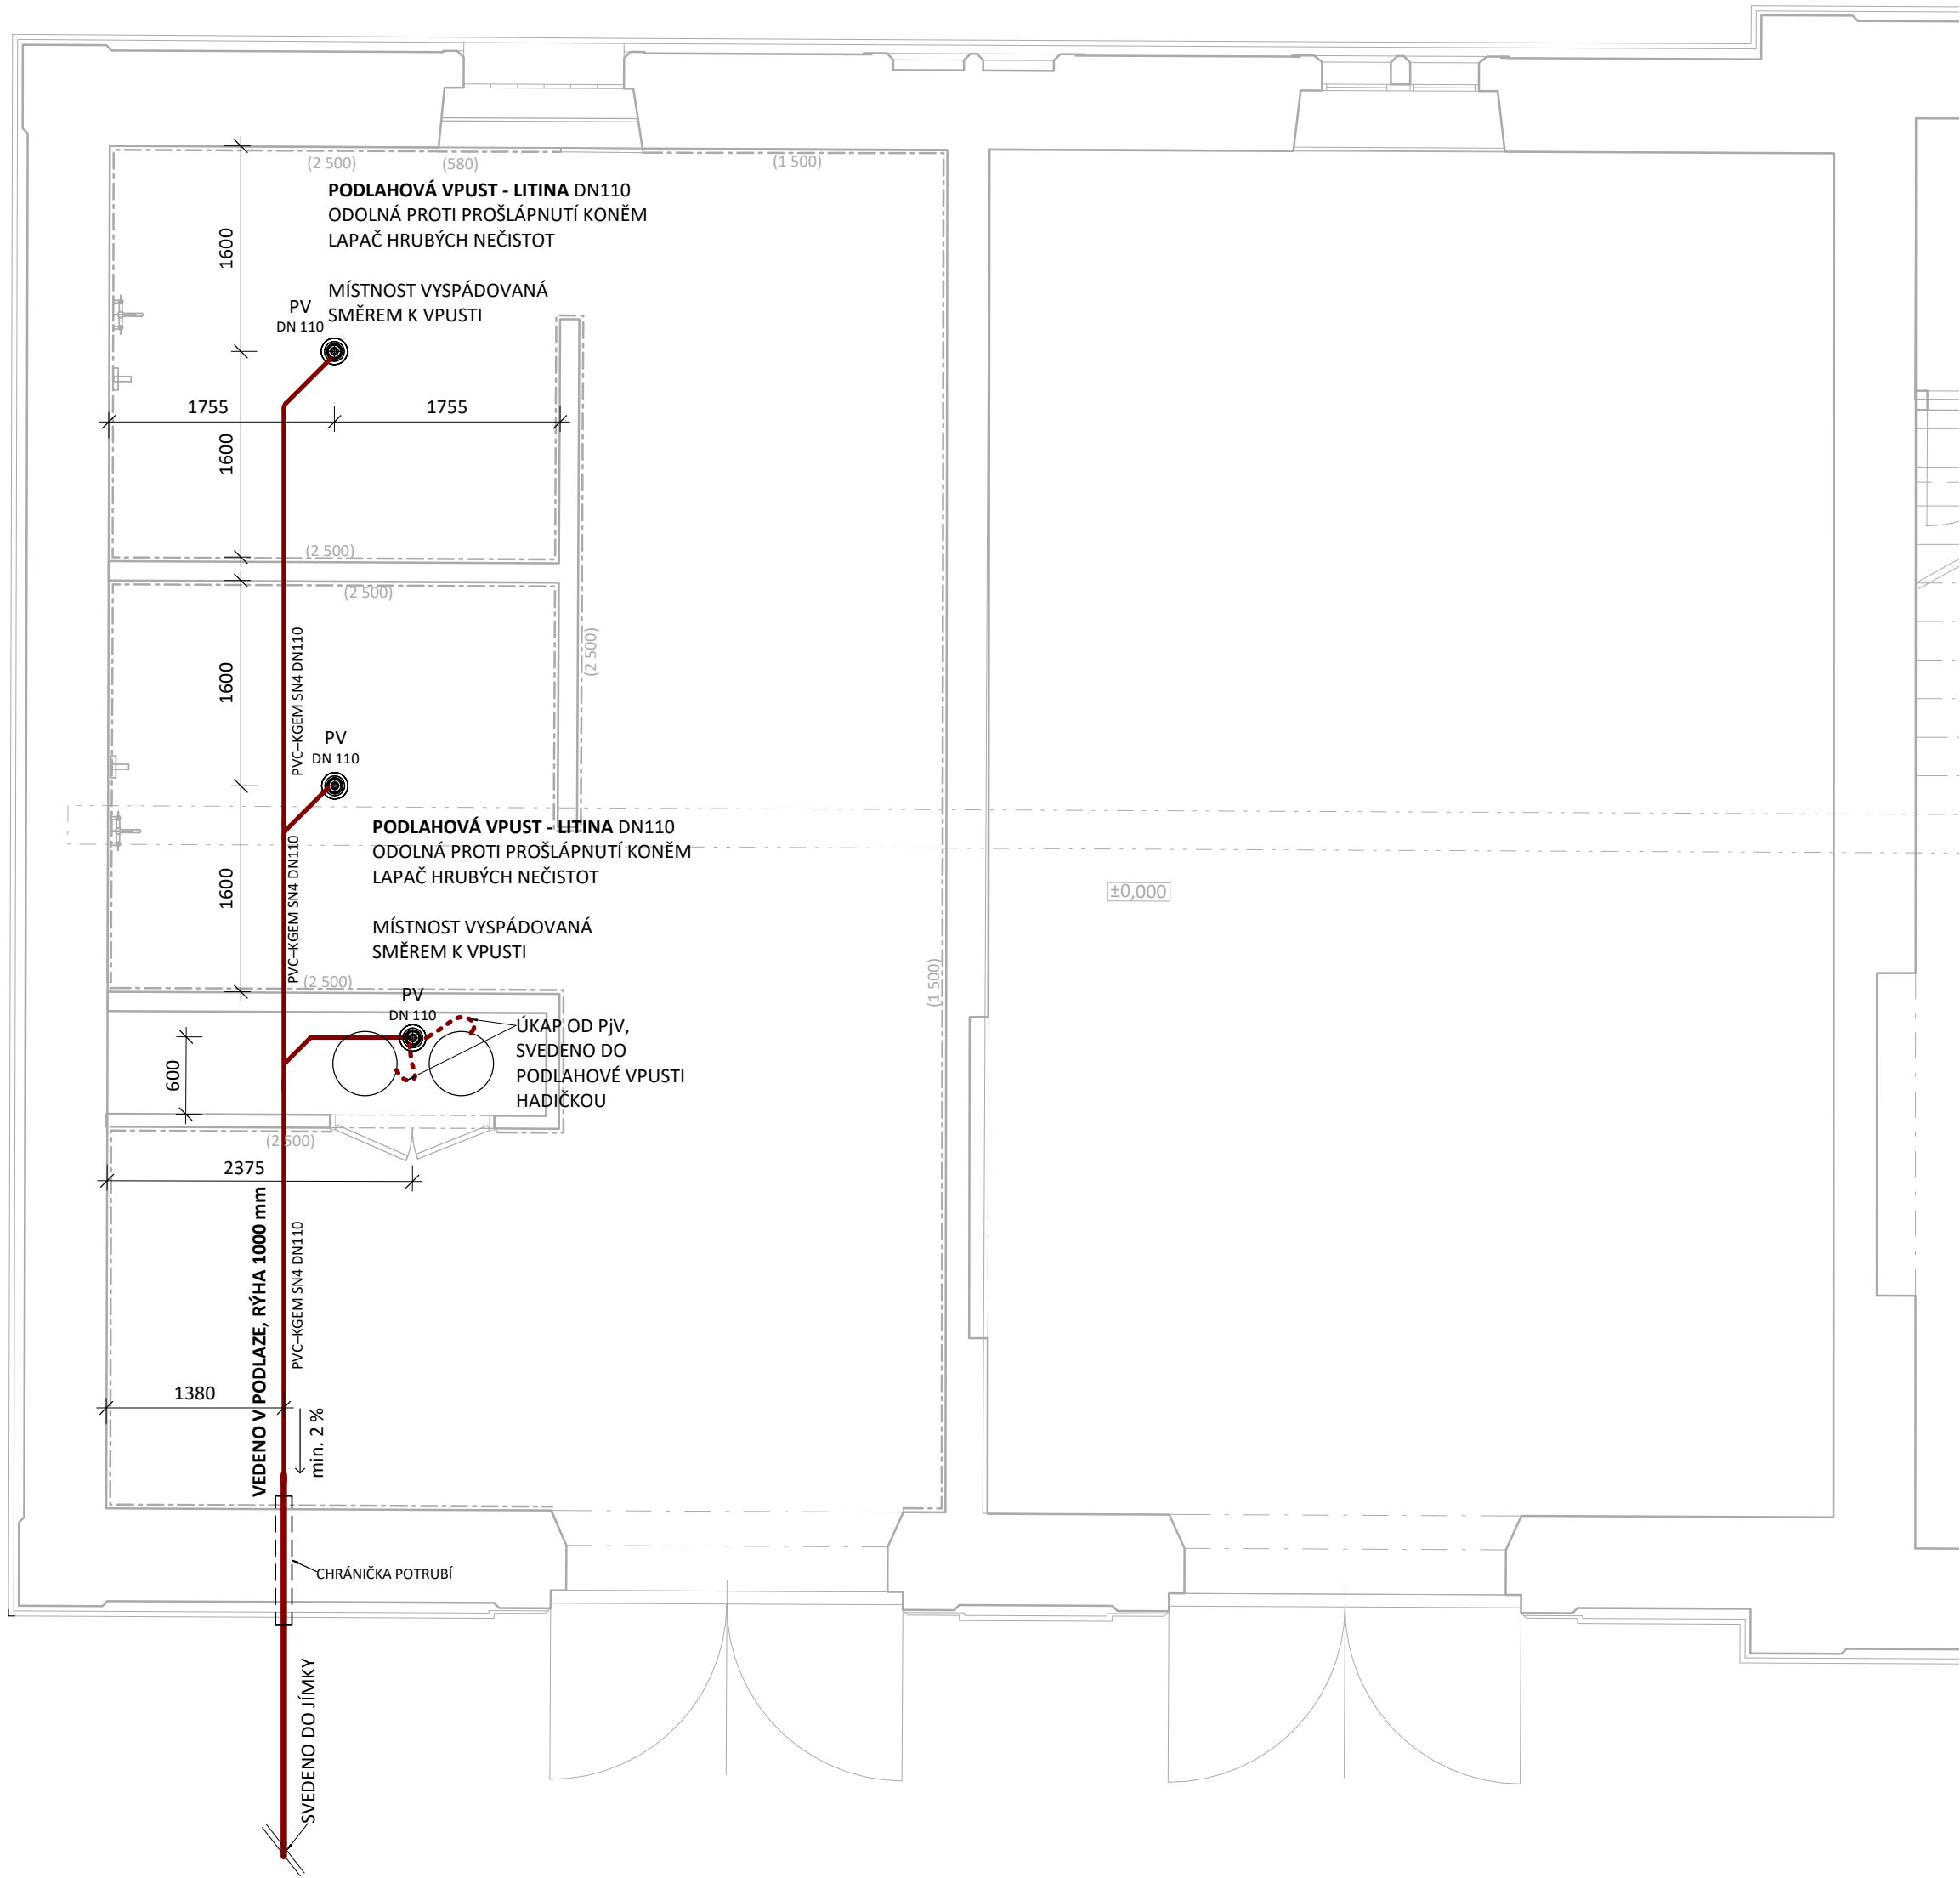 (2 500)
(580)
(1 500)
PODLAHOVÁ VPUST - LITINA DN110
ODOLNÁ PROTI PROŠLÁPNUTÍ KONĚM
LAPAČ HRUBÝCH NEČISTOT
MÍSTNOST VYSPÁDOVANÁ
SMĚREM K VPUSTI
1600
PV
DN 110
1755
1755
1600
(2 500)
(2 500)
(2 500)
1600
PVC–KGEM SN4 DN110
PV
DN 110
PODLAHOVÁ VPUST - LITINA DN110
ODOLNÁ PROTI PROŠLÁPNUTÍ KONĚM
LAPAČ HRUBÝCH NEČISTOT
MÍSTNOST VYSPÁDOVANÁ
SMĚREM K VPUSTI
1600
PVC–KGEM SN4 DN110
±0,000
(2 500)
(1 500)
PV
DN 110
ÚKAP OD PjV,
SVEDENO DO
PODLAHOVÉ VPUSTI
HADIČKOU
600
(2 500)
2375
VEDENO V PODLAZE, RÝHA 1000 mm
PVC–KGEM SN4 DN110
1380
min. 2 %
CHRÁNIČKA POTRUBÍ
SVEDENO DO JÍMKY